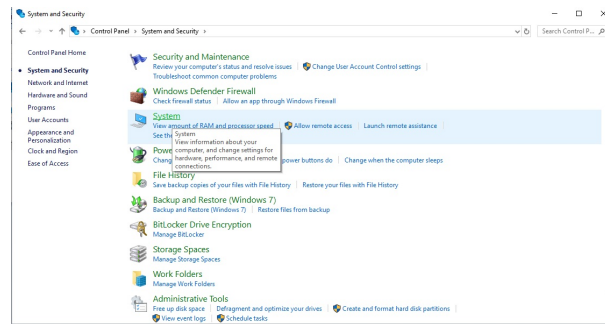 System and Security
Control Panel
System and Security
Search Control P...
Control Panel Home
System and Security
Network and Internet
Hardware and Sound
Programs
User Accounts
Appearance and
Personalization
Clock and Region
Ease of Access
Security and Maintenance
Review your computer's status and resolve issues
Change User Account Control settings
Troubleshoot common computer problems
Windows Defender Firewall
Check firewall status
Allow an app through Windows Firewall
System
View amount of RAM and processor speed
Allow remote access
Launch remote assistance
See the
System
View information about your
computer, and change settings for
hardware, performance, and remote
connections.
Powe
Chang
power buttons do
Change when the computer sleeps
File History
Save backup copies of your files with File History
Restore your files with File History
Backup and Restore (Windows 7)
Backup and Restore (Windows 7)
Restore files from backup
BitLocker Drive Encryption
Manage BitLocker
Storage Spaces
Manage Storage Spaces
Work Folders
Manage Work Folders
Administrative Tools
Free up disk space
Defragment and optimize your drives
Create and format hard disk partitions
View event logs
Schedule tasks